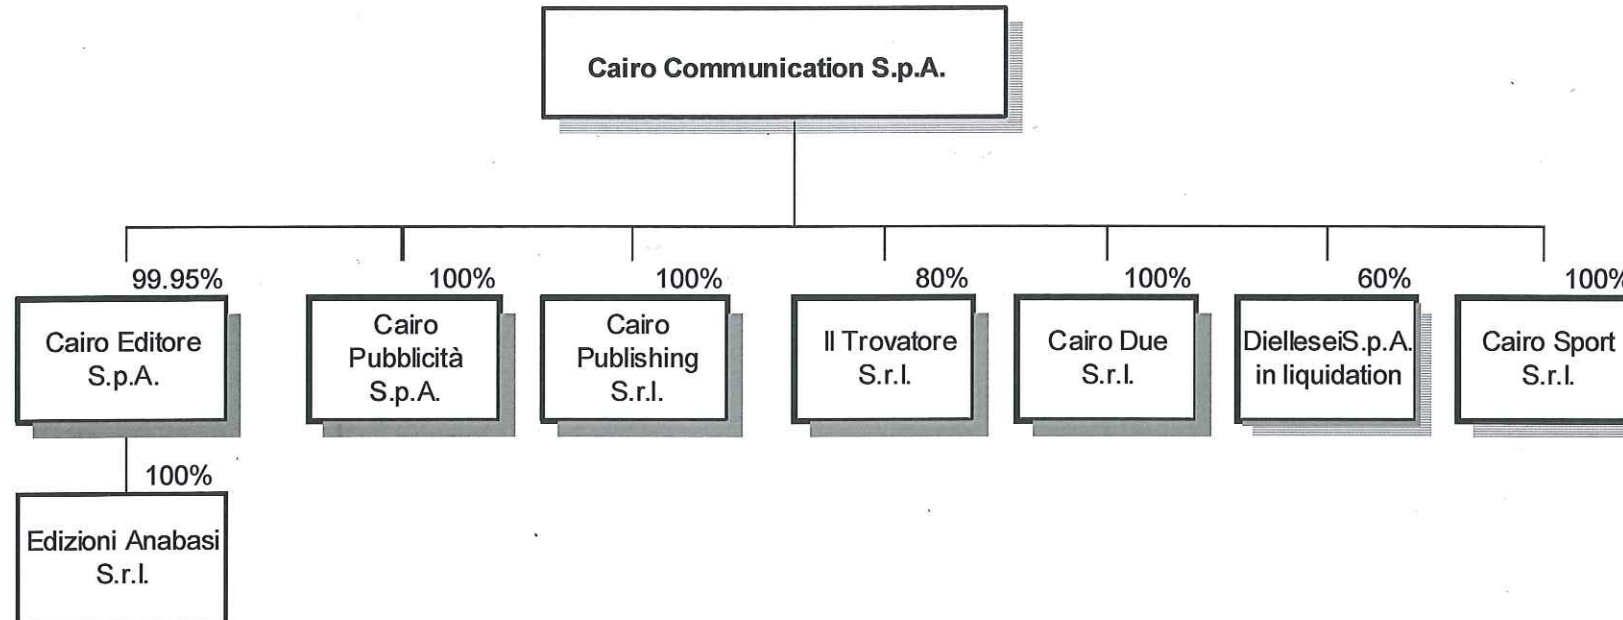 Cairo Communication S.p.A.
99.95%
100%
100%
80%
100%
60%
100%
Cairo Editore
S.p.A.
Cairo
Pubblicità
S.p.A.
Cairo
Publishing
S.r.l.
Il Trovatore
S.r.l.
Cairo Due
S.r.l.
DielleseiS.p.A.
in liquidation
Cairo Sport
S.r.l.
100%
Edizioni Anabasi
S.r.l.